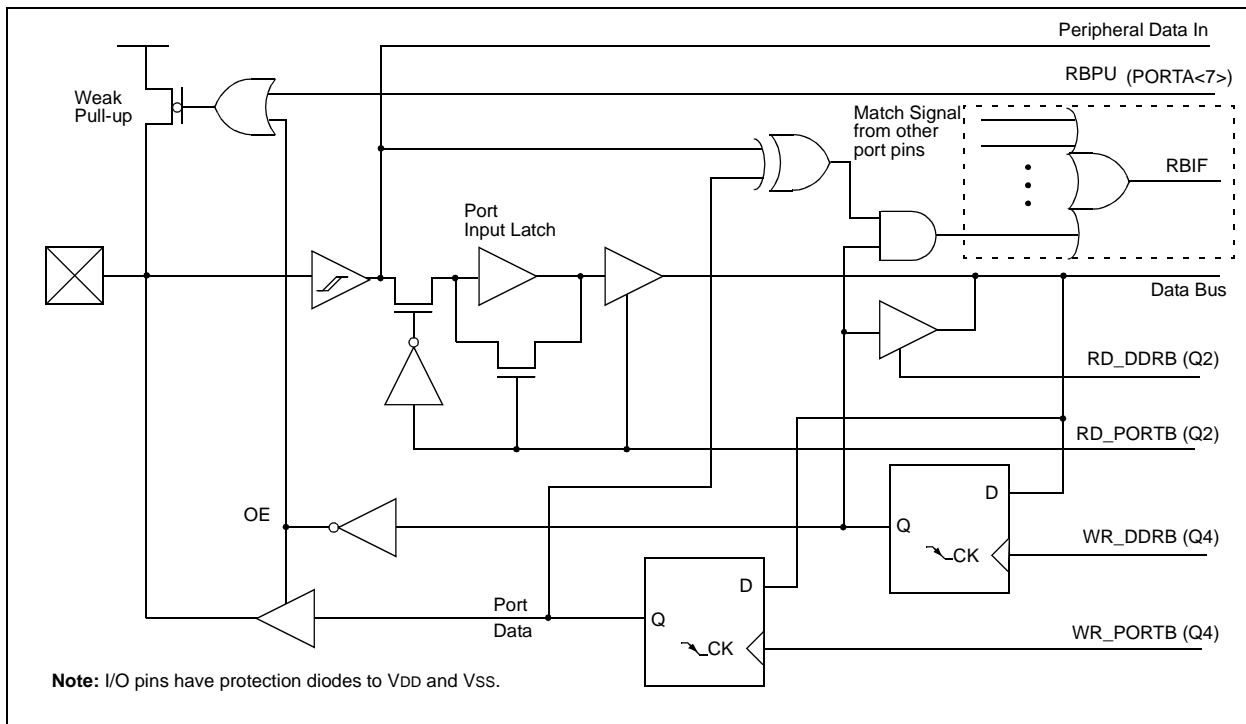 Peripheral Data In
RBPU (PORTA<7>)
Weak
Pull-up
Match Signal
from other
port pins
RBIF
Port
Input Latch
Data Bus
RD_DDRB (Q2)
RD_PORTB (Q2)
D
OE
Q
WR_DDRB (Q4)
CK
D
Port
Data
Q
CK
WR_PORTB (Q4)
Note: I/O pins have protection diodes to VDD and VSS.